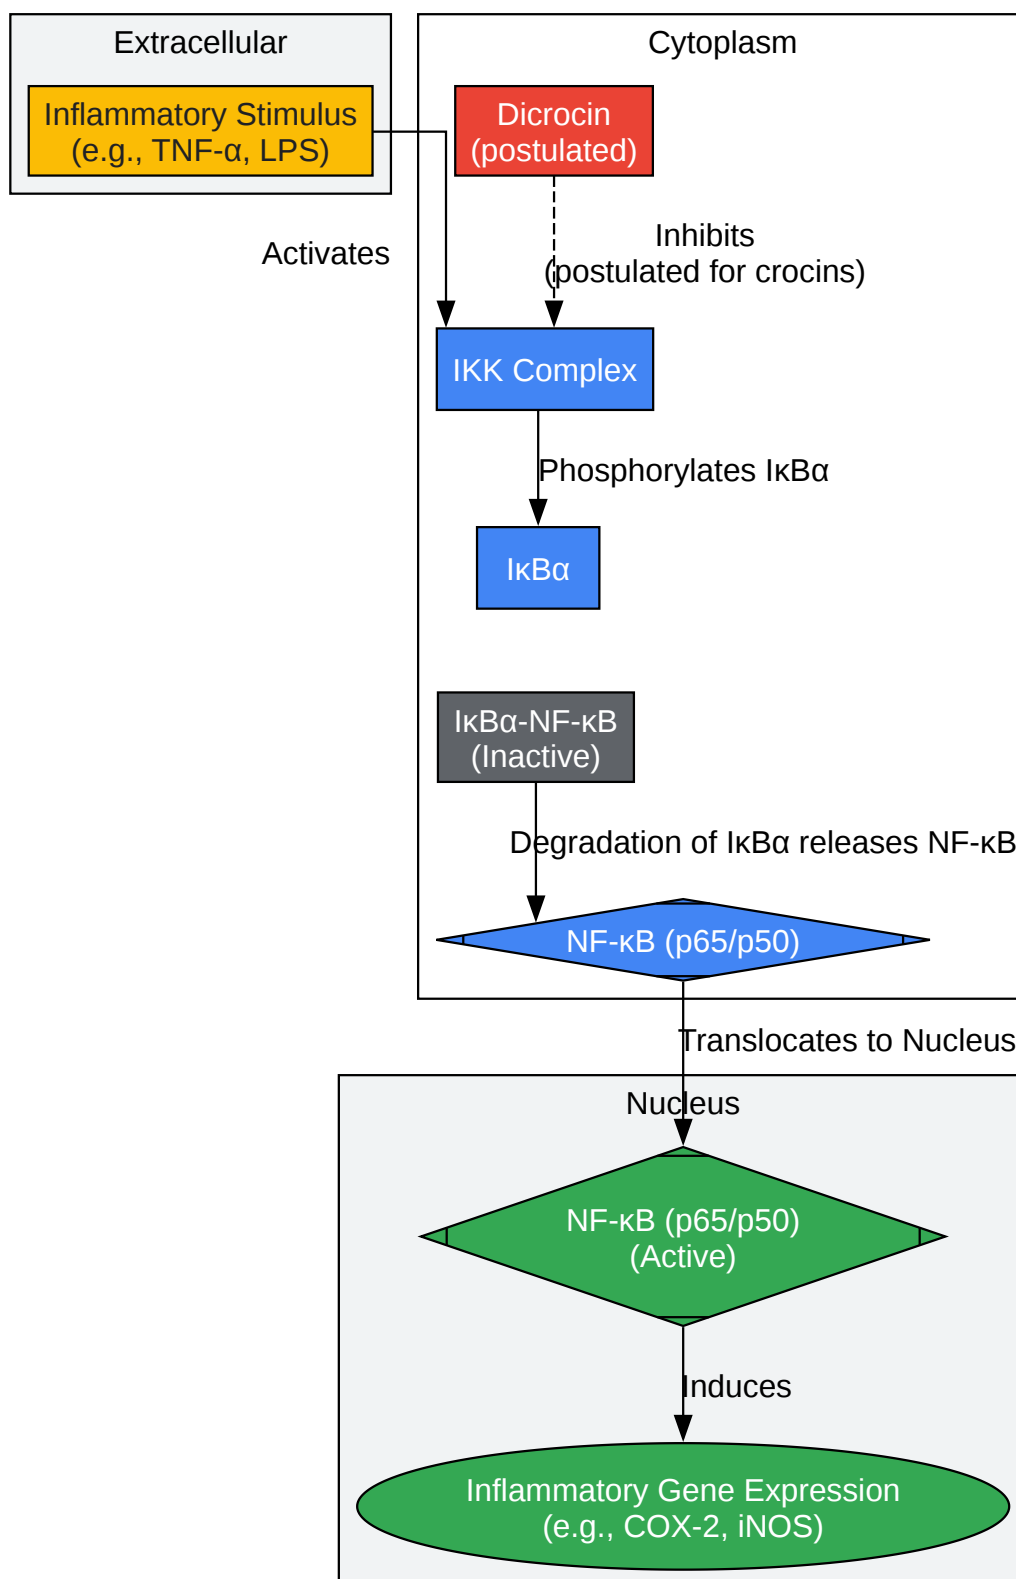 Extracellular
Cytoplasm
Inflammatory Stimulus
(e.g., TNF-α, LPS)
Dicrocin
(postulated)
Activates
Inhibits
(postulated for crocins)
IKK Complex
Phosphorylates IκBα
IκBα
IκBα-NF-κB
(Inactive)
Degradation of IκBα releases NF-κB
NF-κB (p65/p50)
Translocates to Nucleus
Nucleus
NF-κB (p65/p50)
(Active)
Induces
Inflammatory Gene Expression
(e.g., COX-2, iNOS)